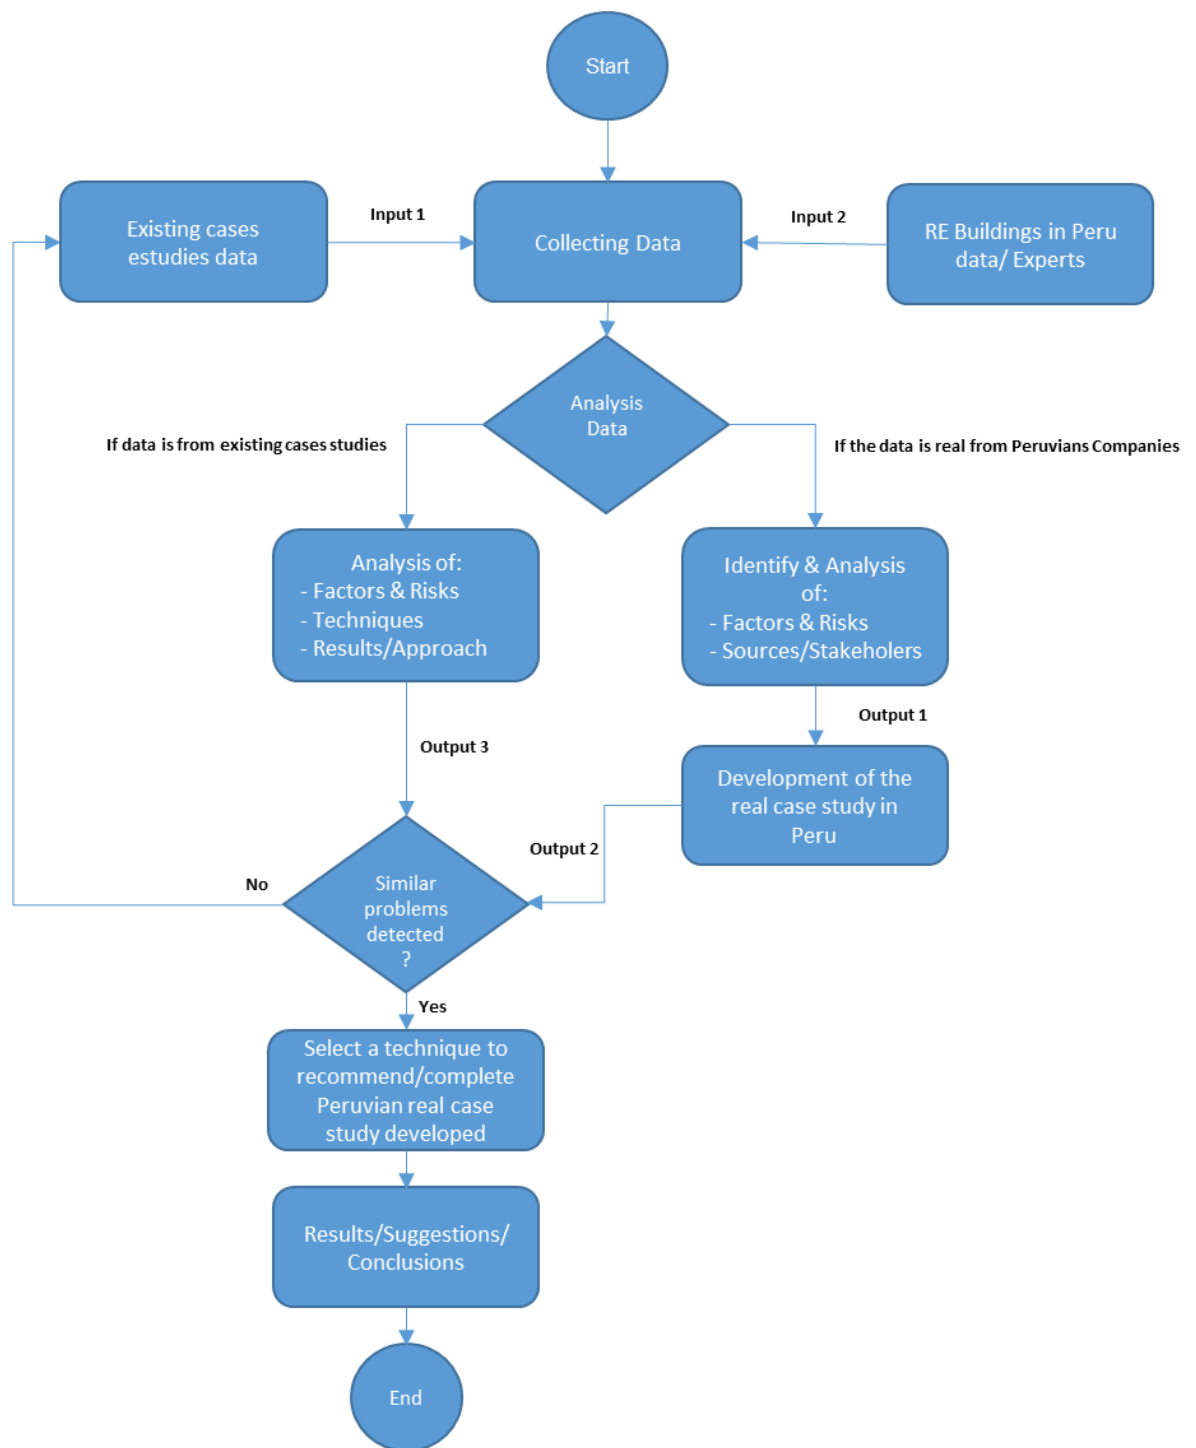 Start
Existing cases
estudies data
Input 1
Collecting Data
Input 2
RE Buildings in Peru
data/ Experts
Analysis
Data
If data is from existing cases studies
If the data is real from Peruvians Companies
Analysis of:
- Factors & Risks
- Techniques
- Results/Approach
Identify & Analysis
of:
- Factors & Risks
- Sources/Stakeholers
Output 1
Output 3
Development of the
real case study in
Peru
Output 2
No
Similar
problems
detected
?
Yes
Select a technique to
recommend/complete
Peruvian real case
study developed
Results/Suggestions/
Conclusions
End